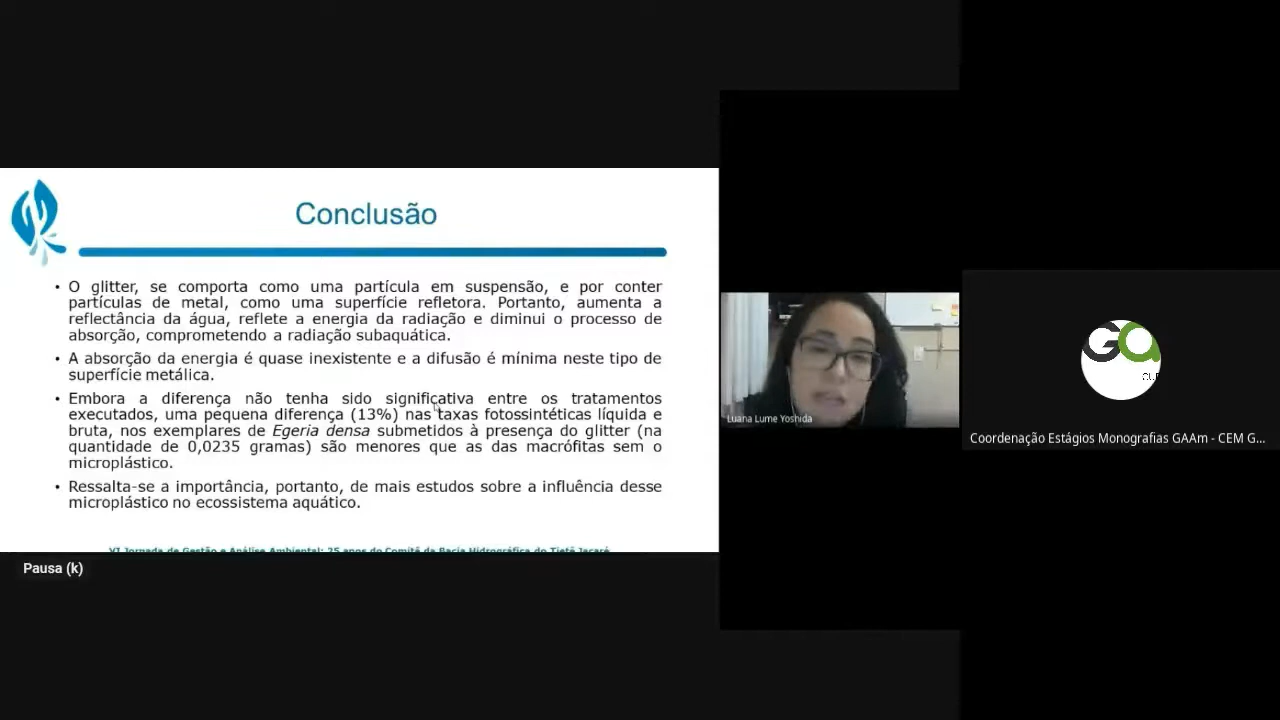 Conclusão
• O glitter, se comporta como uma partícula em suspensão, e por conter
partículas de metal, como uma superfície refletora. Portanto, aumenta a
reflectância da água, reflete a energia da radiação e diminui o processo de
absorção, comprometendo a radiação subaquática.
• A absorção da energia é quase inexistente e a difusão é mínima neste tipo de
superfície metálica.
• Embora a diferença não tenha sido significativa entre os tratamentos
executados, uma pequena diferença (13%) nas taxas fotossintéticas líquida e
bruta, nos exemplares de Egeria densa submetidos à presença do glitter (na
quantidade de 0,0235 gramas) são menores que as das macrófitas sem o
microplástico.
• Ressalta-se a importância, portanto, de mais estudos sobre a influência desse
microplástico no ecossistema aquático.
VI Jornada de Gestão e Análise Ambiental: 25 anos do Comitê da Bacia Hidrográfica do Tietê Jacaré
Pausa (k)
Luana Lume Yoshida
Coordenação Estágios Monografias GAAm - CEM G...